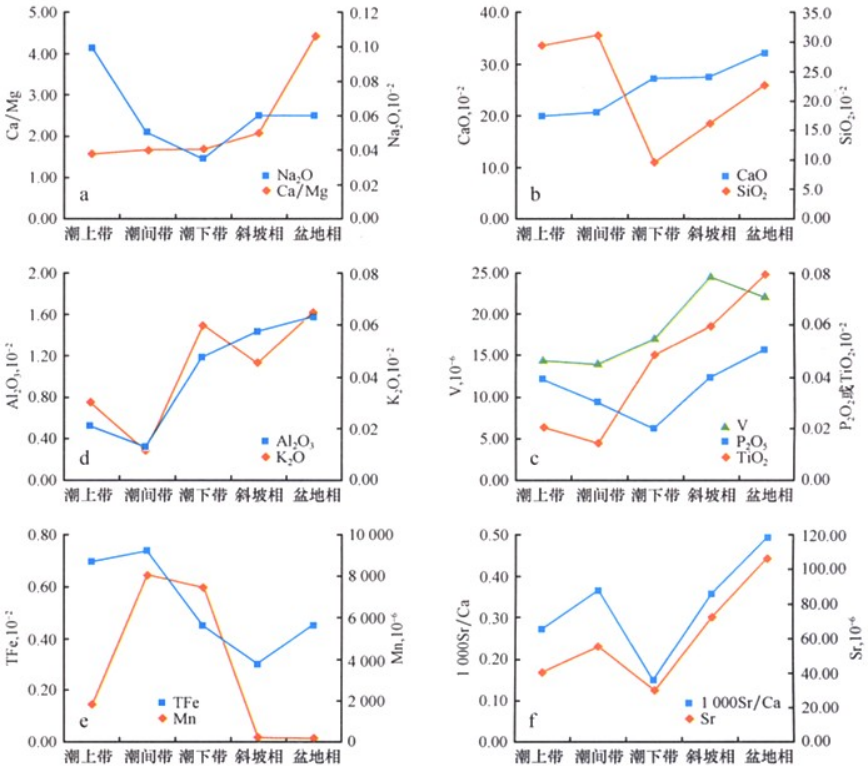 5.00
4.00
3.00
2.00
1.00
0.00
Ca/Mg
0.12
0.10
0.08
0.06
0.04
0.02
0.00
Na₂O,10⁻²
Na₂O
Ca/Mg
a
潮上带 潮间带 潮下带 斜坡相 盆地相
40.0
30.0
20.0
10.0
0.00
CaO,10⁻²
35.0
30.0
25.0
20.0
15.0
10.0
5.00
0.00
SiO₂,10⁻²
CaO
SiO₂
b
潮上带 潮间带 潮下带 斜坡相 盆地相
2.00
1.60
1.20
0.80
0.40
0.00
Al₂O₃,10⁻²
0.08
0.06
0.04
0.02
0.00
K₂O,10⁻²
Al₂O₃
K₂O
d
潮上带 潮间带 潮下带 斜坡相 盆地相
25.00
20.00
15.00
10.00
5.00
0.00
V,10⁻⁶
0.08
0.06
0.04
0.02
0.00
P₂O₂或TiO₂,10⁻²
V
P₂O₅
TiO₂
c
潮上带 潮间带 潮下带 斜坡相 盆地相
0.80
0.60
0.40
0.20
0.00
TFe,10⁻²
10 000
8 000
6 000
4 000
2 000
0
Mn,10⁻⁶
TFe
Mn
e
潮上带 潮间带 潮下带 斜坡相 盆地相
0.50
0.40
0.30
0.20
0.10
0.00
1 000Sr/Ca
120.00
100.00
80.00
60.00
40.00
20.00
0.00
Sr,10⁻⁶
1 000Sr/Ca
Sr
f
潮上带 潮间带 潮下带 斜坡相 盆地相